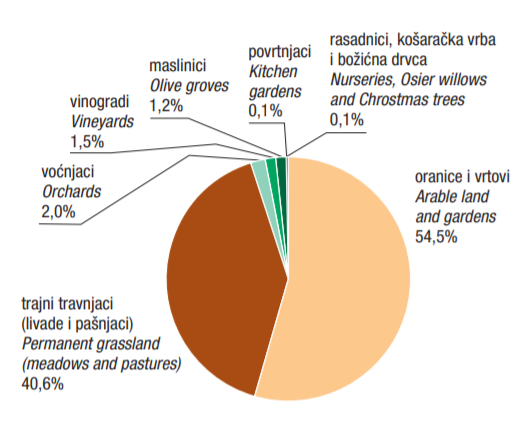 maslinici
Olive groves
1,2%
povrtnjaci
Kitchen
gardens
0,1%
rasadnici, košaračka vrba
i božićna drvca
Nurseries, Osier willows
and Chrostmas trees
0,1%
vinogradi
Vineyards
1,5%
voćnjaci
Orchards
2,0%
oranice i vrtovi
Arable land
and gardens
54,5%
trajni travnjaci
(livade i pašnjaci)
Permanent grassland
(meadows and pastures)
40,6%